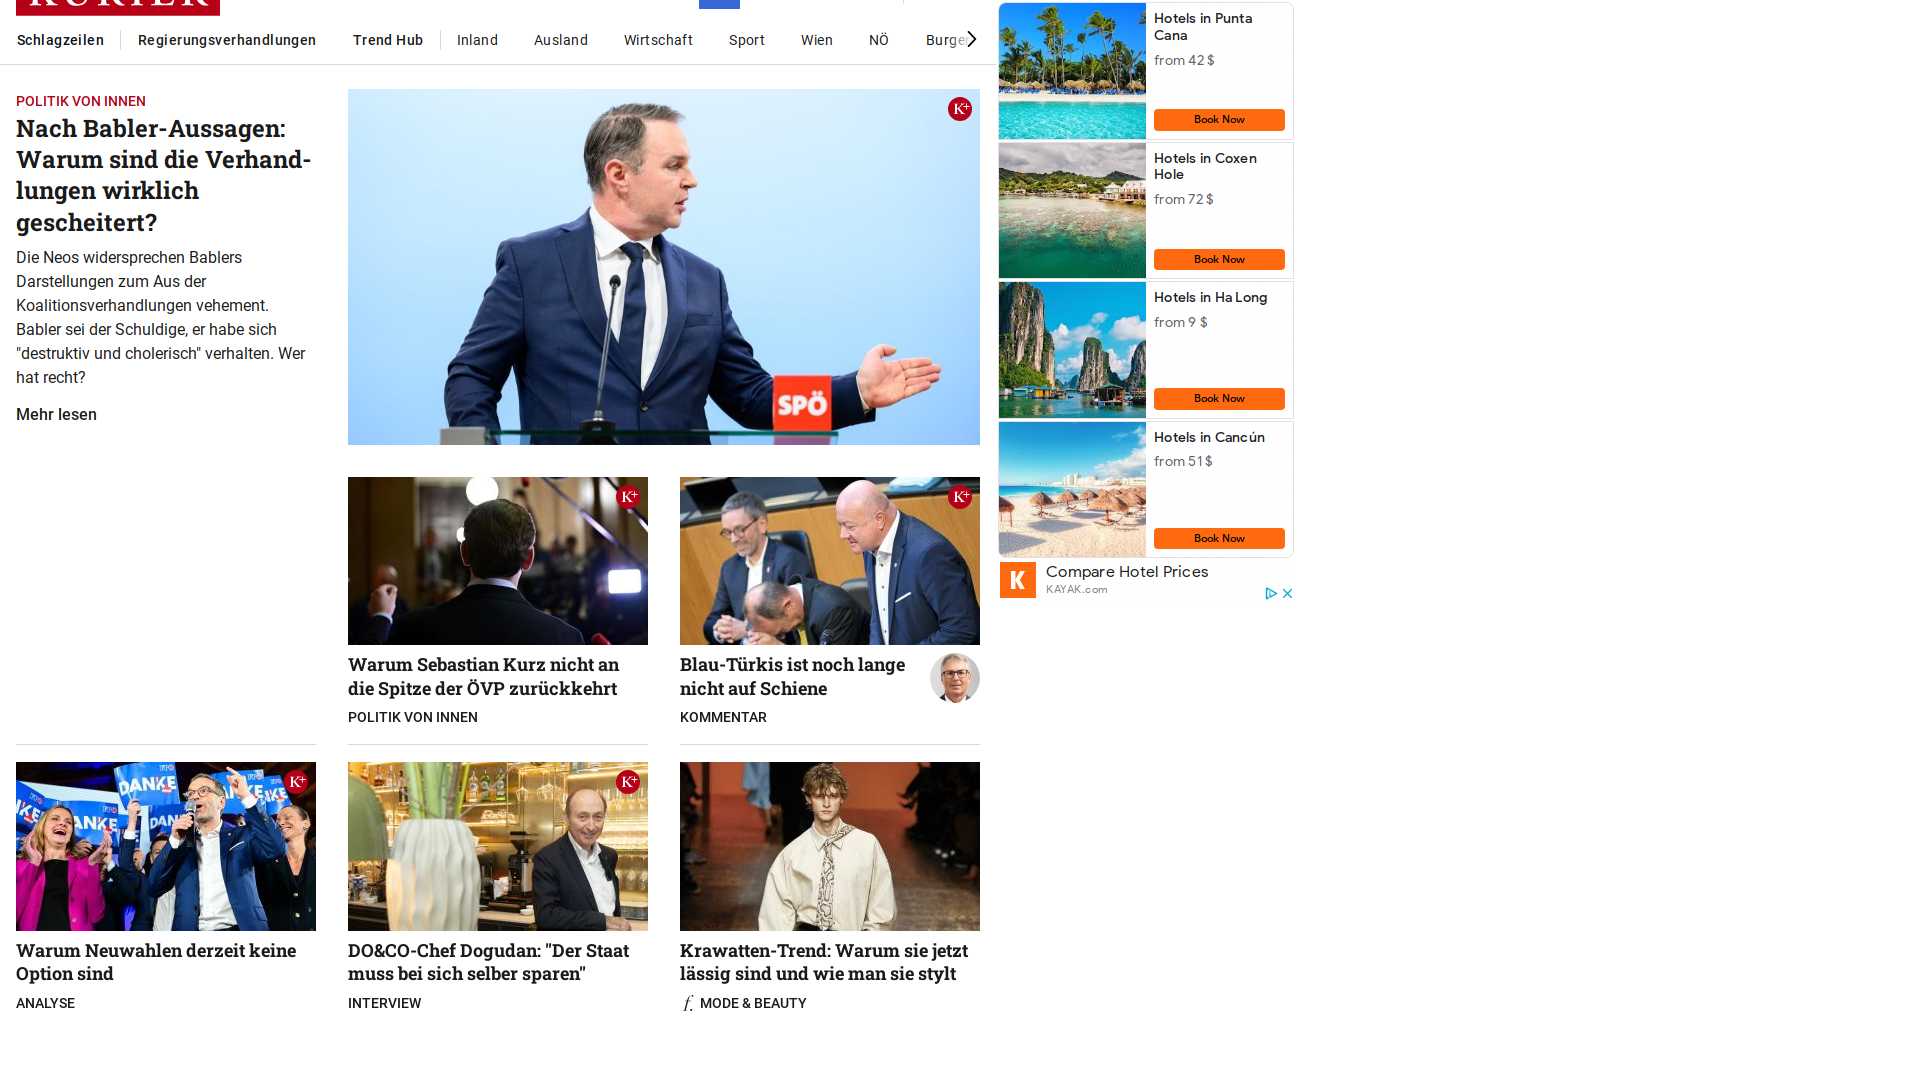 KURIER
Schlagzeilen
Regierungsverhandlungen
Trend Hub
Inland
Ausland
Wirtschaft
Sport
Wien
NÖ
POLITIK VON INNEN
Nach Babler-Aussagen:
Warum sind die Verhand-
lungen wirklich
gescheitert?
Die Neos widersprechen Bablers
Darstellungen zum Aus der
Koalitionsverhandlungen vehement.
Babler sei der Schuldige, er habe sich
"destruktiv und cholerisch" verhalten. Wer
hat recht?
Mehr lesen
K+
SPÖ
K+
Warum Sebastian Kurz nicht an
die Spitze der ÖVP zurückkehrt
POLITIK VON INNEN
K+
Blau-Türkis ist noch lange
nicht auf Schiene
KOMMENTAR
K+
FPÖ
DANKE
DANKE
Warum Neuwahlen derzeit keine
Option sind
ANALYSE
K+
DO&CO-Chef Dogudan: "Der Staat
muss bei sich selber sparen"
INTERVIEW
Krawatten-Trend: Warum sie jetzt
lässig sind und wie man sie stylt
f. MODE & BEAUTY
Hotels in Punta
Cana
from 42 $
Book Now
Hotels in Coxen
Hole
from 72 $
Book Now
Hotels in Ha Long
from 9 $
Book Now
Hotels in Cancún
from 51 $
Book Now
K
Compare Hotel Prices
KAYAK.com